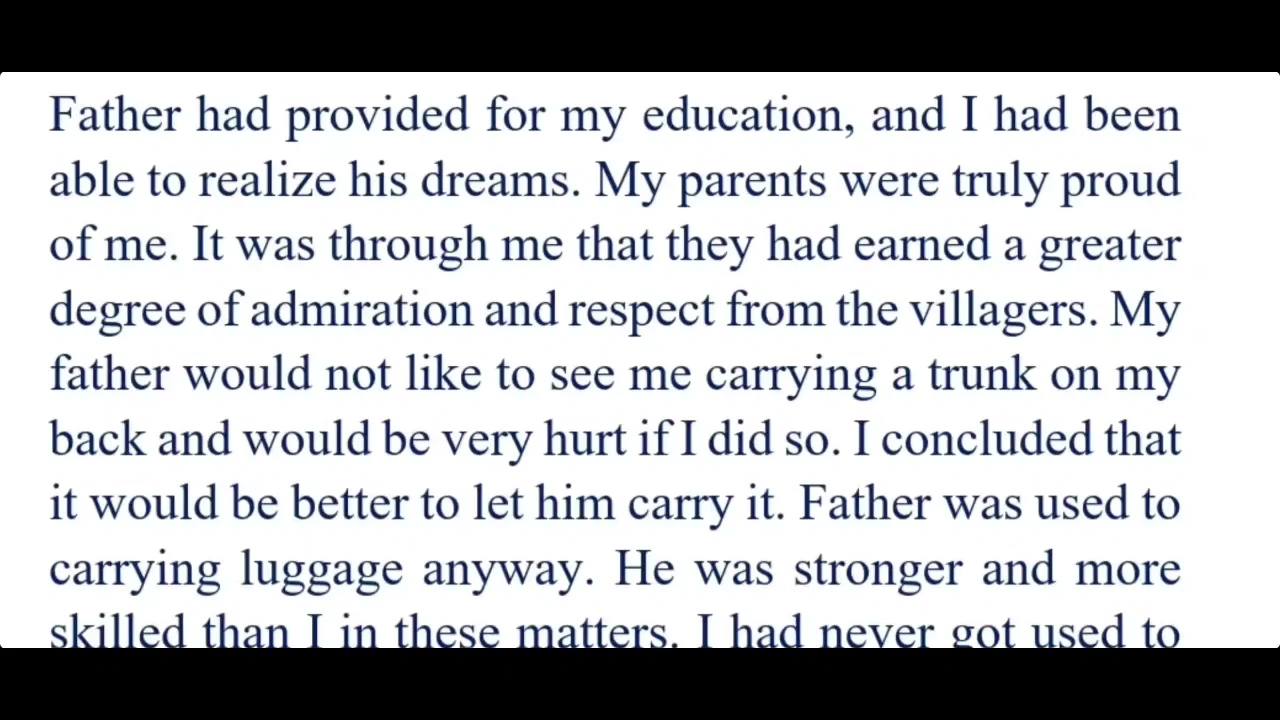 Father had provided for my education, and I had been
able to realize his dreams. My parents were truly proud
of me. It was through me that they had earned a greater
degree of admiration and respect from the villagers. My
father would not like to see me carrying a trunk on my
back and would be very hurt if I did so. I concluded that
it would be better to let him carry it. Father was used to
carrying luggage anyway. He was stronger and more
skilled than I in these matters. I had never got used to